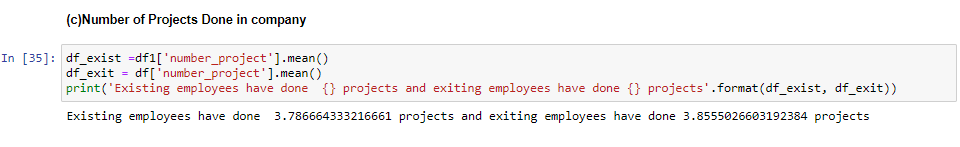 (c)Number of Projects Done in company
In [35]: df_exist =df1['number_project'].mean()
df_exit = df['number_project'].mean()
print('Existing employees have done  {} projects and exiting employees have done {} projects'.format(df_exist, df_exit))
Existing employees have done  3.786664333216661 projects and exiting employees have done 3.8555026603192384 projects